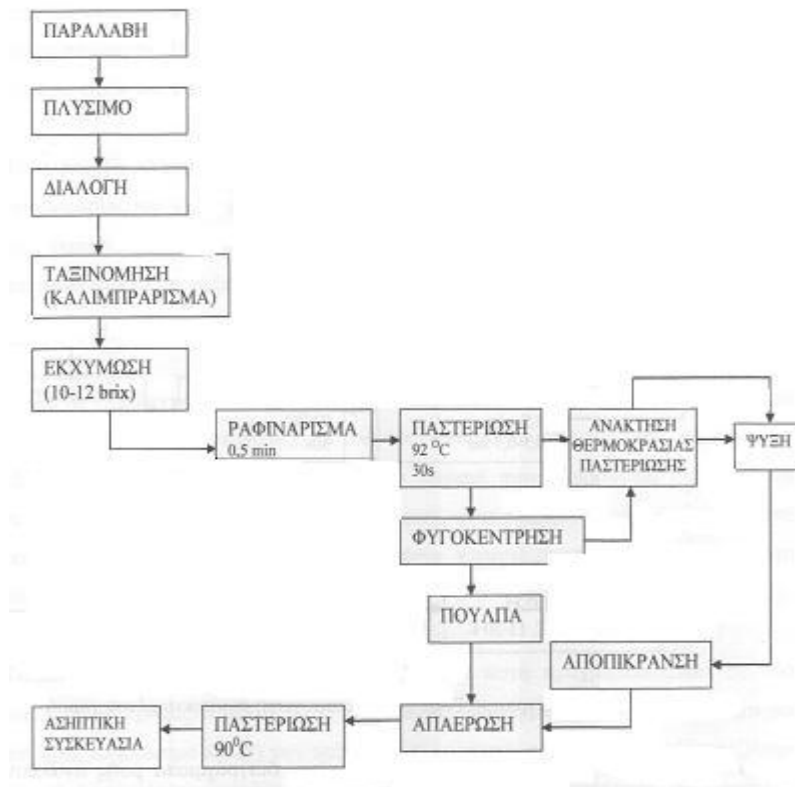 ΠΑΡΑΛΑΒΗ
ΠΛΥΣΙΜΟ
ΔΙΑΛΟΓΗ
ΤΑΞΙΝΟΜΗΣΗ
(ΚΑΛΙΜΠΡΑΡΙΣΜΑ)
ΕΚΧΥΜΩΣΗ
(10-12 brix)
ΡΑΦΙΝΑΡΙΣΜΑ
0,5 min
ΠΑΣΤΕΡΙΩΣΗ
92 °C
30s
ΑΝΑΚΤΗΣΗ
ΘΕΡΜΟΚΡΑΣΙΑΣ
ΠΑΣΤΕΡΙΩΣΗΣ
ΨΥΞΗ
ΦΥΓΟΚΕΝΤΡΗΣΗ
ΠΟΥΛΠΑ
ΑΠΟΠΙΚΡΑΝΣΗ
ΑΣΗΠΤΙΚΗ
ΣΥΣΚΕΥΑΣΙΑ
ΠΑΣΤΕΡΙΩΣΗ
90⁰C
ΑΠΑΕΡΩΣΗ